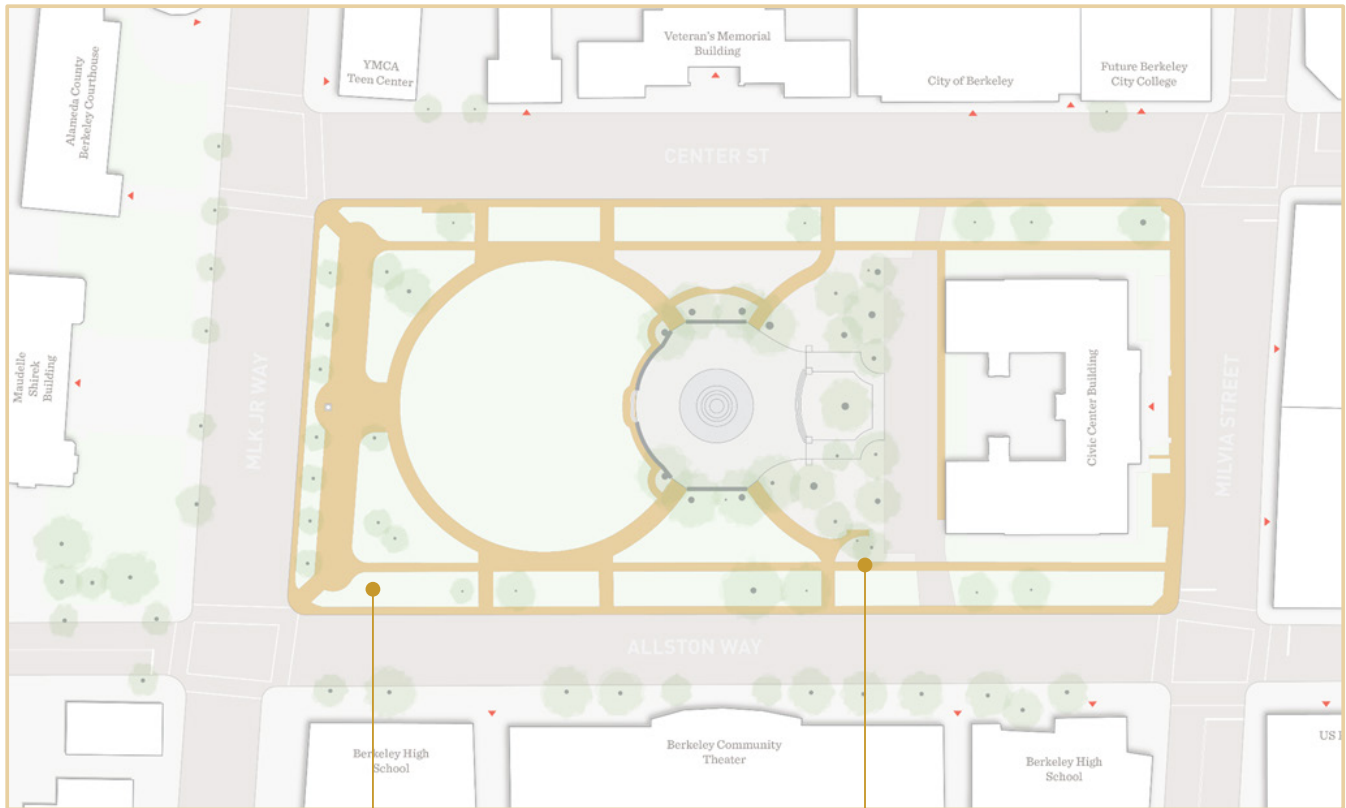 Veteran's Memorial
Building
YMCA
Teen Center
City of Berkeley
Future Berkeley
City College
Alameda County
Berkeley Courthouse
CENTER ST
Maudelle
Shirek
Building
MLK JR WAY
Civic Center Building
MILVIA STREET
ALLSTON WAY
Berkeley High
School
Berkeley Community
Theater
Berkeley High
School
US